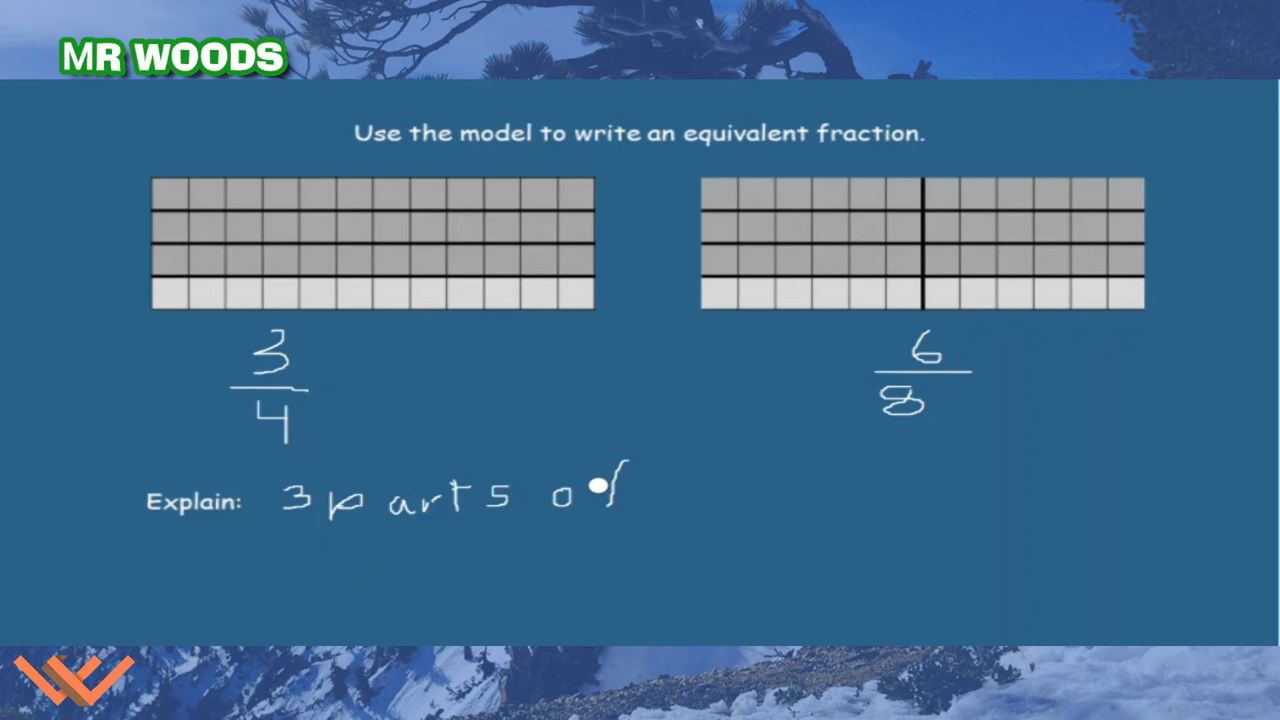 MR WOODS
Use the model to write an equivalent fraction.
3
4
6
8
Explain: 3 parts of